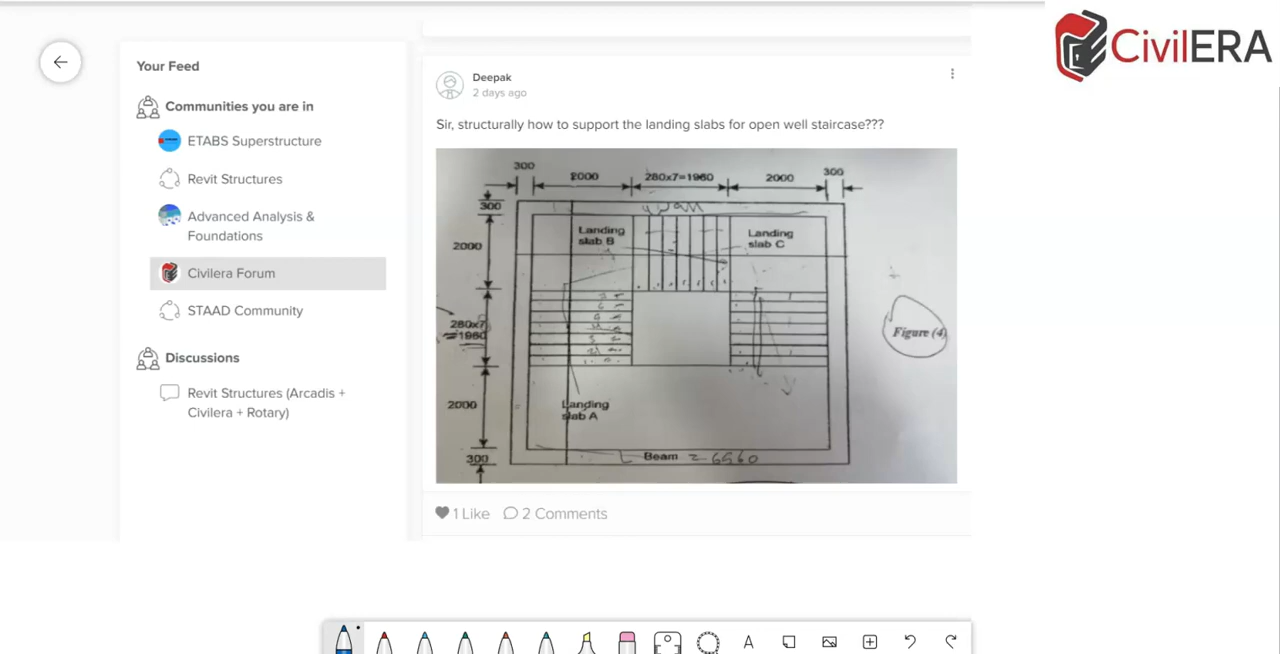 CivilERA
Your Feed
Communities you are in
ETABS Superstructure
Revit Structures
Advanced Analysis &
Foundations
Civilera Forum
STAAD Community
Discussions
Revit Structures (Arcadis +
Civilera + Rotary)
Deepak
2 days ago
Sir, structurally how to support the landing slabs for open well staircase???
300
2000
280x7=1960
2000
300
300
Wall
Landing
slab B
Landing
slab C
2000
280x7
=1960
Figure (4)
2000
Landing
slab A
300
Beam = 6560
1 Like
2 Comments
A